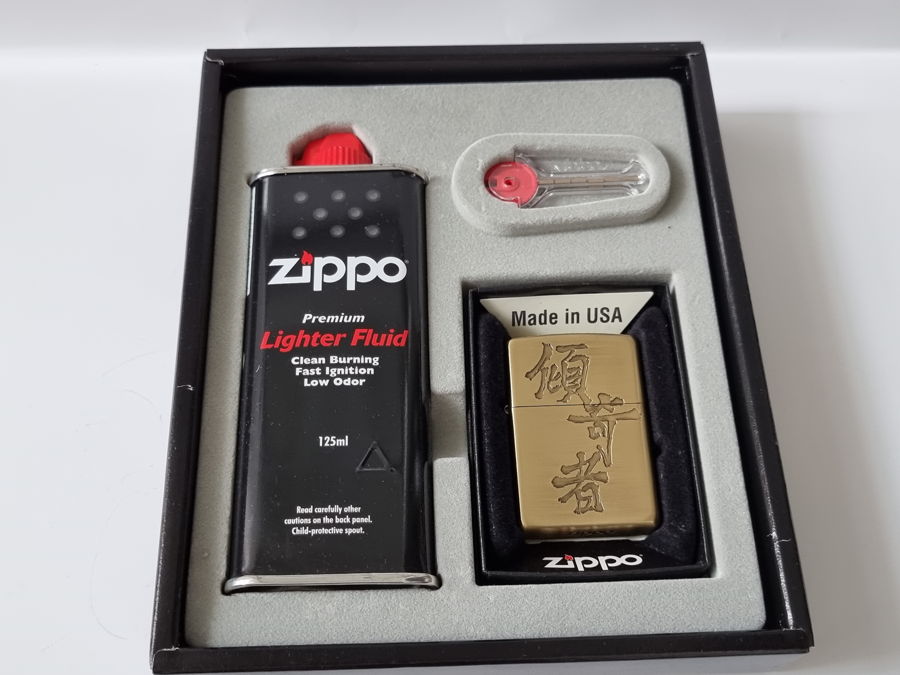 zippo
Premium
Lighter Fluid
Clean Burning
Fast Ignition
Low Odor
125ml
Read carefully other
cautions on the back panel.
Child-protective spout.
Made in USA
傾
奇
者
zippo